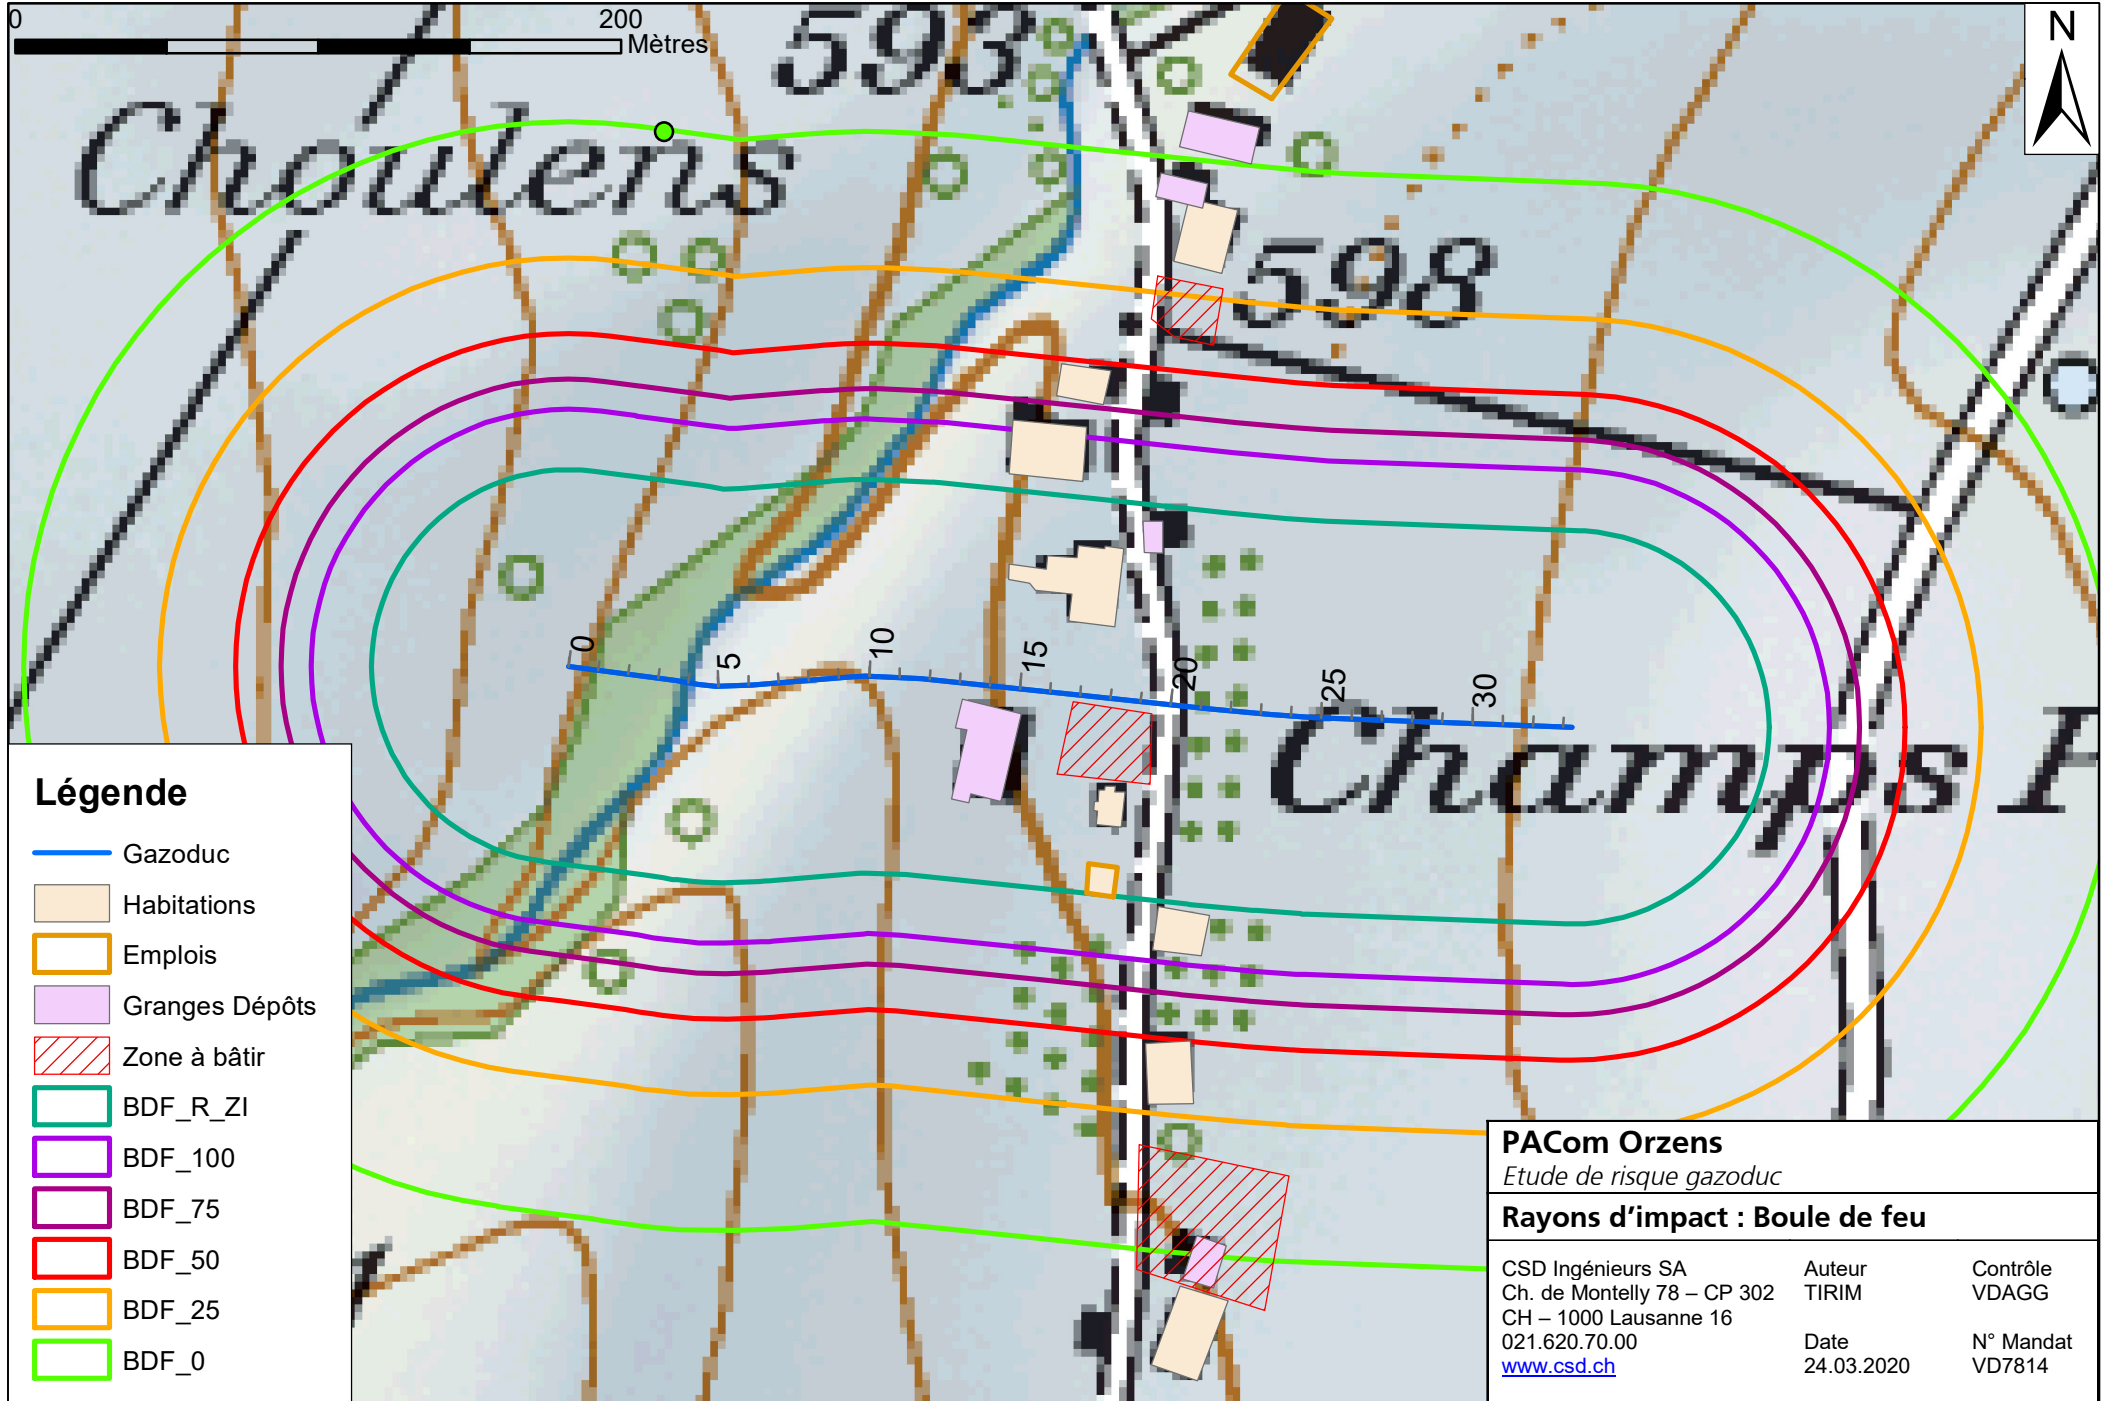 0
200
Mètres
N
593
Choulens
598
0
5
10
15
20
25
30
Champs
Légende
Gazoduc
Habitations
Emplois
Granges Dépôts
Zone à bâtir
BDF_R_ZI
BDF_100
BDF_75
BDF_50
BDF_25
BDF_0
PACom Orzens
Etude de risque gazoduc
Rayons d’impact : Boule de feu
CSD Ingénieurs SA
Ch. de Montelly 78 – CP 302
CH – 1000 Lausanne 16
021.620.70.00
www.csd.ch
Auteur
TIRIM
Date
24.03.2020
Contrôle
VDAGG
N° Mandat
VD7814